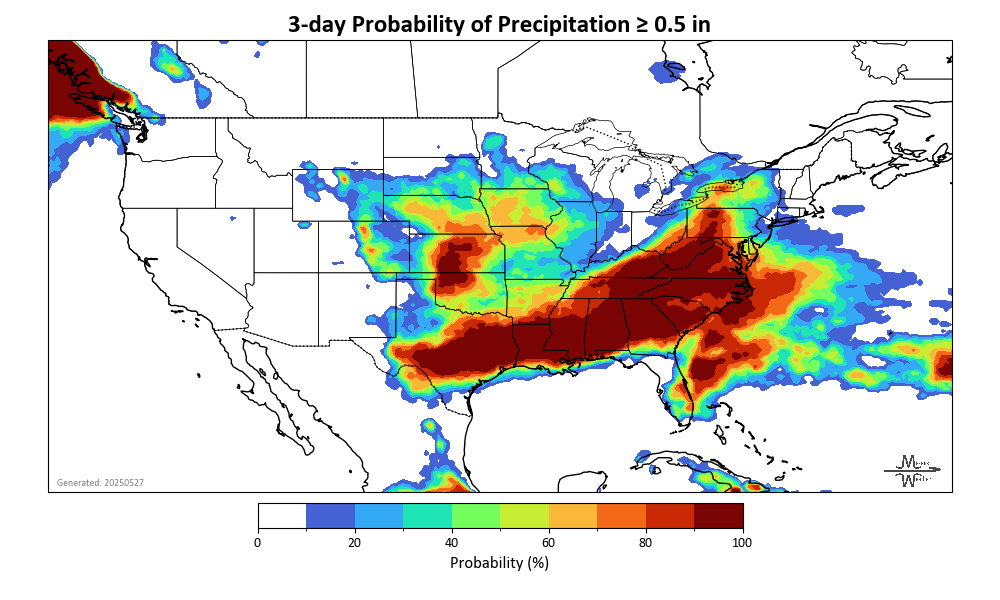 3-day Probability of Precipitation ≥ 0.5 in
Generated: 20250527
0 20 40 60 80 100
Probability (%)